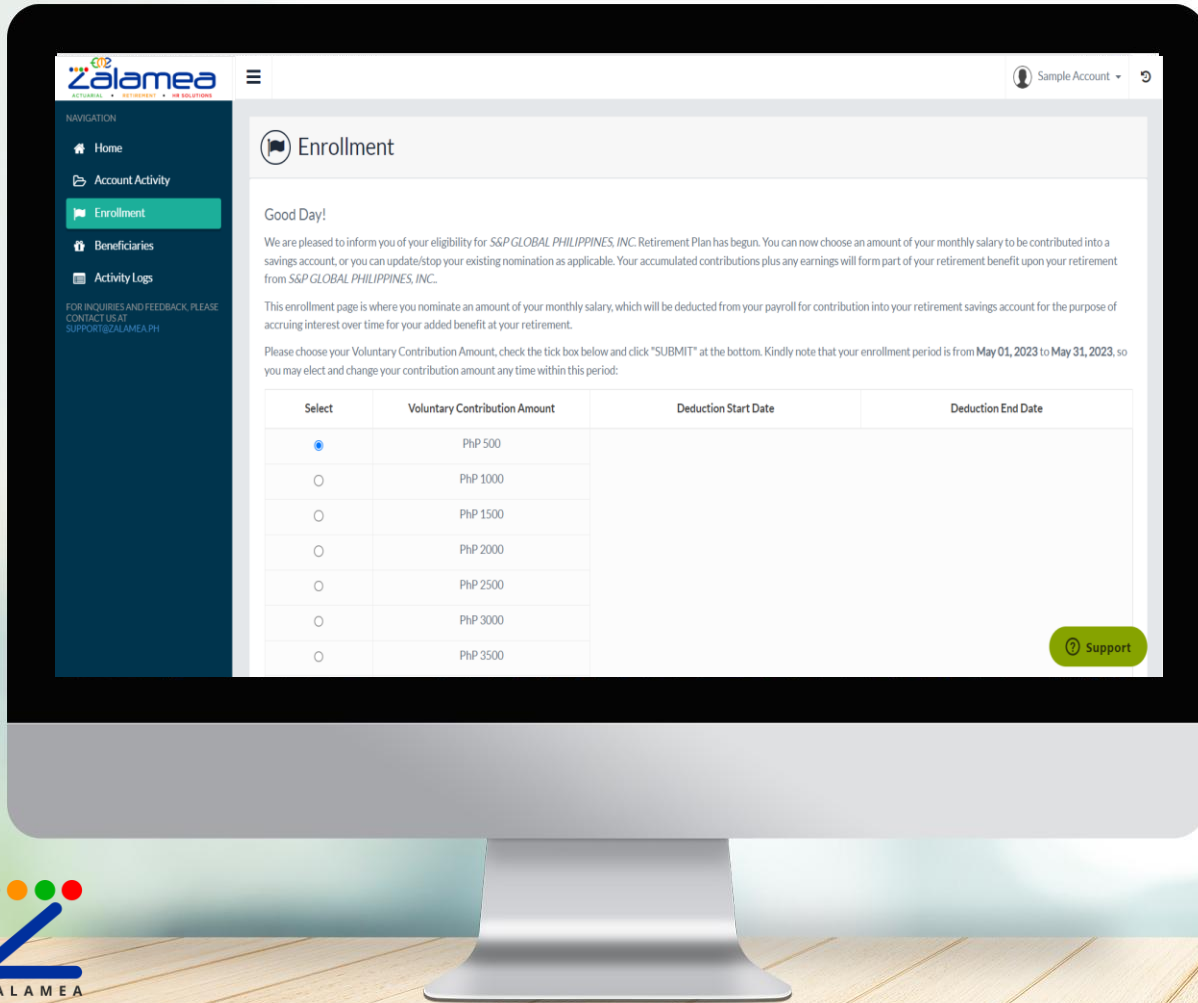 Zalamea
ACTUARIAL • RETIREMENT • HR SOLUTIONS
Sample Account
NAVIGATION
Home
Account Activity
Enrollment
Beneficiaries
Activity Logs
FOR INQUIRIES AND FEEDBACK, PLEASE
CONTACT US AT
SUPPORT@ZALAMEA.PH
Enrollment
Good Day!
We are pleased to inform you of your eligibility for S&P GLOBAL PHILIPPINES, INC. Retirement Plan has begun. You can now choose an amount of your monthly salary to be contributed into a
savings account, or you can update/stop your existing nomination as applicable. Your accumulated contributions plus any earnings will form part of your retirement benefit upon your retirement
from S&P GLOBAL PHILIPPINES, INC..
This enrollment page is where you nominate an amount of your monthly salary, which will be deducted from your payroll for contribution into your retirement savings account for the purpose of
accruing interest over time for your added benefit at your retirement.
Please choose your Voluntary Contribution Amount, check the tick box below and click "SUBMIT" at the bottom. Kindly note that your enrollment period is from May 01, 2023 to May 31, 2023, so
you may elect and change your contribution amount any time within this period:
Select Voluntary Contribution Amount Deduction Start Date Deduction End Date
PhP 500
PhP 1000
PhP 1500
PhP 2000
PhP 2500
PhP 3000
PhP 3500
Support
ALAMEA